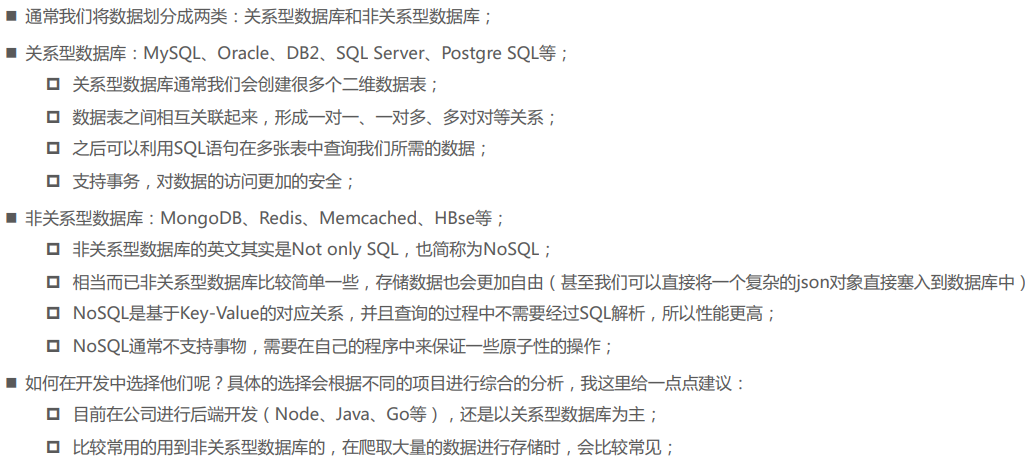 ■ 通常我们将数据划分成两类：关系型数据库和非关系型数据库；
■ 关系型数据库：MySQL、Oracle、DB2、SQL Server、Postgre SQL等；
□ 关系型数据库通常我们会创建很多个二维数据表；
□ 数据表之间相互关联起来，形成一对一、一对多、多对对等关系；
□ 之后可以利用SQL语句在多张表中查询我们所需的数据；
□ 支持事务，对数据的访问更加的安全；
■ 非关系型数据库：MongoDB、Redis、Memcached、HBse等；
□ 非关系型数据库的英文其实是Not only SQL，也简称为NoSQL；
□ 相当而已非关系型数据库比较简单一些，存储数据也会更加自由（甚至我们可以直接将一个复杂的json对象直接塞入到数据库中）
□ NoSQL是基于Key-Value的对应关系，并且查询的过程中不需要经过SQL解析，所以性能更高；
□ NoSQL通常不支持事物，需要在自己的程序中来保证一些原子性的操作；
■ 如何在开发中选择他们呢？具体的选择会根据不同的项目进行综合的分析，我这里给一点点建议：
□ 目前在公司进行后端开发（Node、Java、Go等），还是以关系型数据库为主；
□ 比较常用的用到非关系型数据库的，在爬取大量的数据进行存储时，会比较常见；